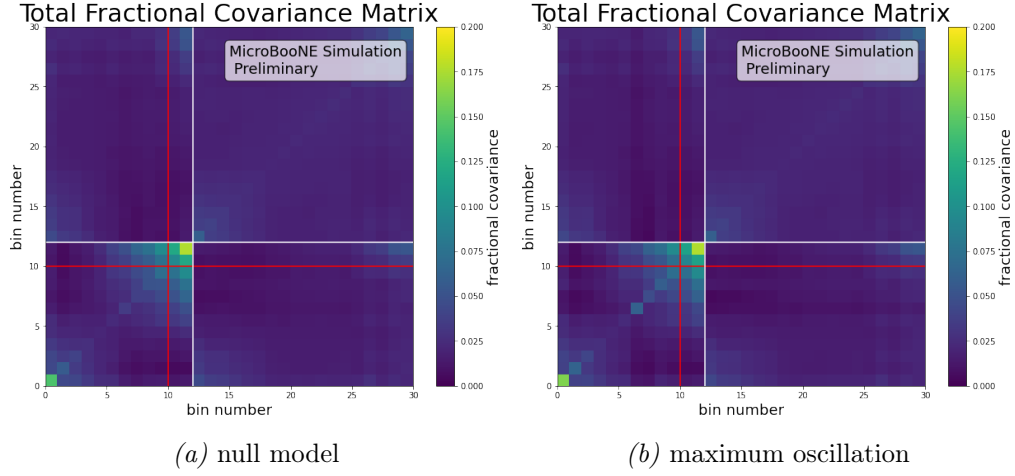 Total Fractional Covariance Matrix
MicroBooNE Simulation
Preliminary
30
25
20
15
10
5
0
bin number
0 5 10 15 20 25 30
bin number
0.200
0.175
0.150
0.125
0.100
0.075
0.050
0.025
0.000
fractional covariance
(a) null model
Total Fractional Covariance Matrix
MicroBooNE Simulation
Preliminary
30
25
20
15
10
5
0
bin number
0 5 10 15 20 25 30
bin number
0.200
0.175
0.150
0.125
0.100
0.075
0.050
0.025
0.000
fractional covariance
(b) maximum oscillation